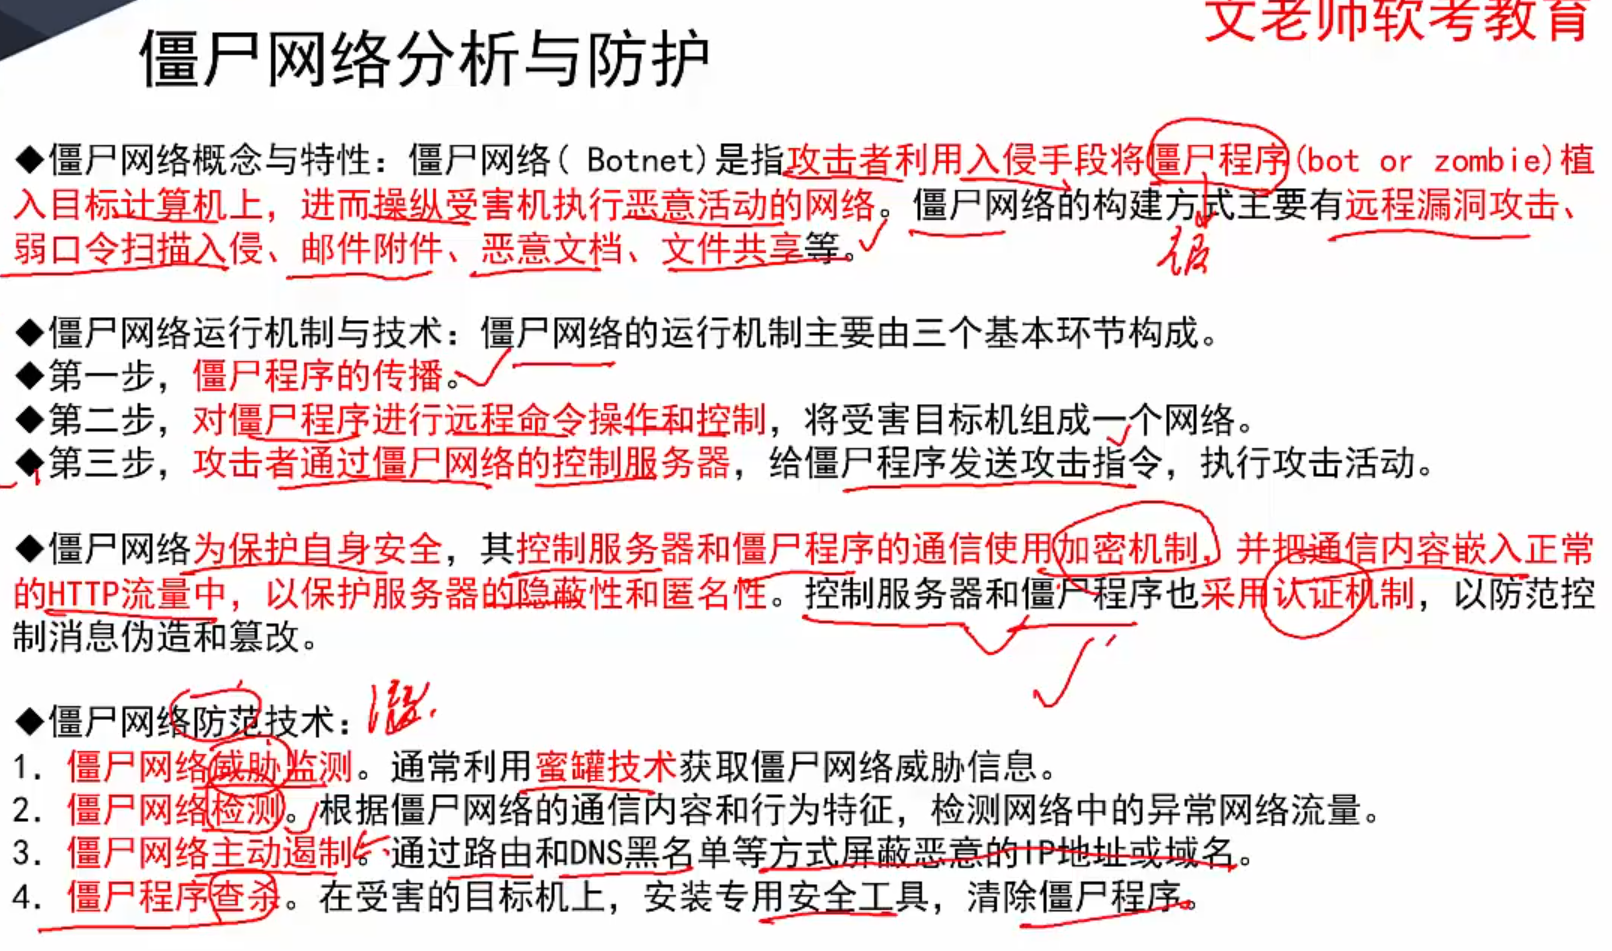 文老师软考教育
僵尸网络分析与防护
◆僵尸网络概念与特性：僵尸网络( Botnet)是指攻击者利用入侵手段将僵尸程序(bot or zombie)植
入目标计算机上，进而操纵受害机执行恶意活动的网络。僵尸网络的构建方式主要有远程漏洞攻击、
弱口令扫描入侵、邮件附件、恶意文档、文件共享等。
◆僵尸网络运行机制与技术：僵尸网络的运行机制主要由三个基本环节构成。
◆第一步，僵尸程序的传播。
◆第二步，对僵尸程序进行远程命令操作和控制，将受害目标机组成一个网络。
◆第三步，攻击者通过僵尸网络的控制服务器，给僵尸程序发送攻击指令，执行攻击活动。
◆僵尸网络为保护自身安全，其控制服务器和僵尸程序的通信使用加密机制，并把通信内容嵌入正常
的HTTP流量中，以保护服务器的隐蔽性和匿名性。控制服务器和僵尸程序也采用认证机制，以防范控
制消息伪造和篡改。
◆僵尸网络防范技术：
1. 僵尸网络威胁监测。通常利用蜜罐技术获取僵尸网络威胁信息。
2. 僵尸网络检测。根据僵尸网络的通信内容和行为特征，检测网络中的异常网络流量。
3. 僵尸网络主动遏制。通过路由和DNS黑名单等方式屏蔽恶意的IP地址或域名。
4. 僵尸程序查杀。在受害的目标机上，安装专用安全工具，清除僵尸程序。